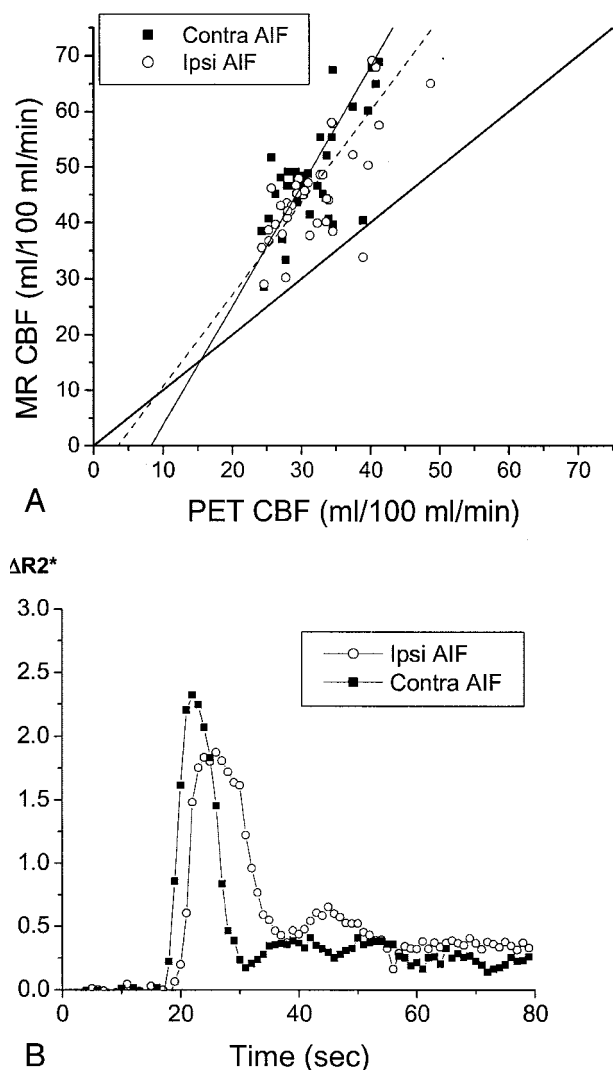 Contra AIF
Ipsi AIF
70
60
50
40
30
20
10
0
MR CBF (ml/100 ml/min)
0 10 20 30 40 50 60 70
A
PET CBF (ml/100 ml/min)
ΔR2*
3.0
2.5
2.0
1.5
1.0
0.5
0.0
Ipsi AIF
Contra AIF
0 20 40 60 80
B
Time (sec)